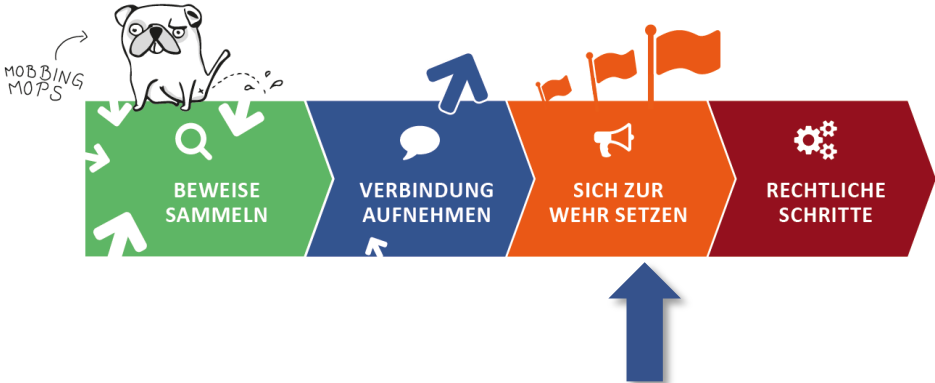 MOBBING
MOPS
BEWEISE
SAMMELN
VERBINDUNG
AUFNEHMEN
SICH ZUR
WEHR SETZEN
RECHTLICHE
SCHRITTE